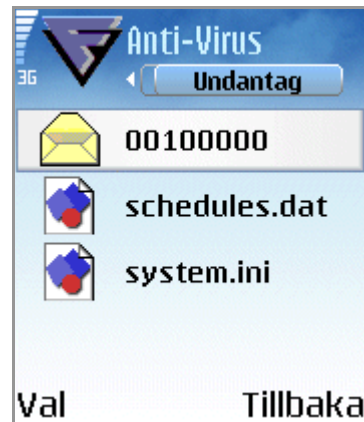 Anti-Virus
3G
Undantag
00100000
schedules.dat
system.ini
Val Tillbaka